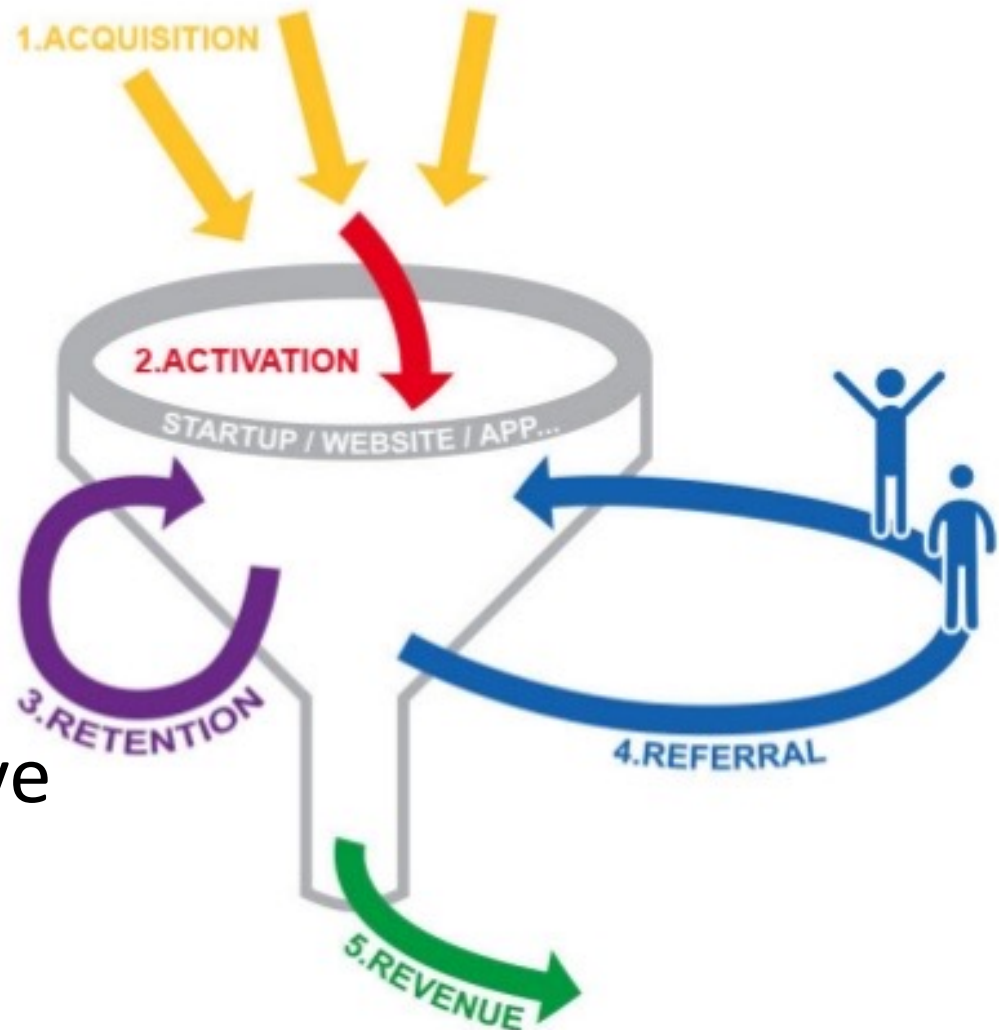 1.ACQUISITION
2.ACTIVATION
STARTUP / WEBSITE / APP...
3.RETENTION
4.REFERRAL
5.REVENUE